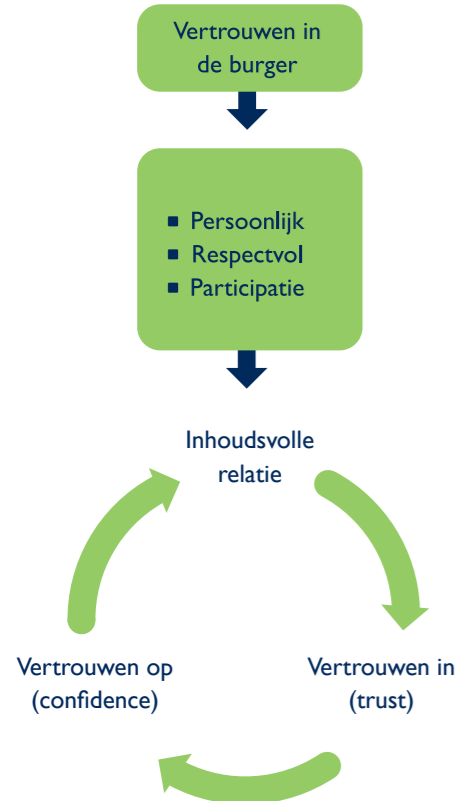 Vertrouwen in
de burger
Persoonlijk
Respectvol
Participatie
Inhoudsvolle
relatie
Vertrouwen op
(confidence)
Vertrouwen in
(trust)